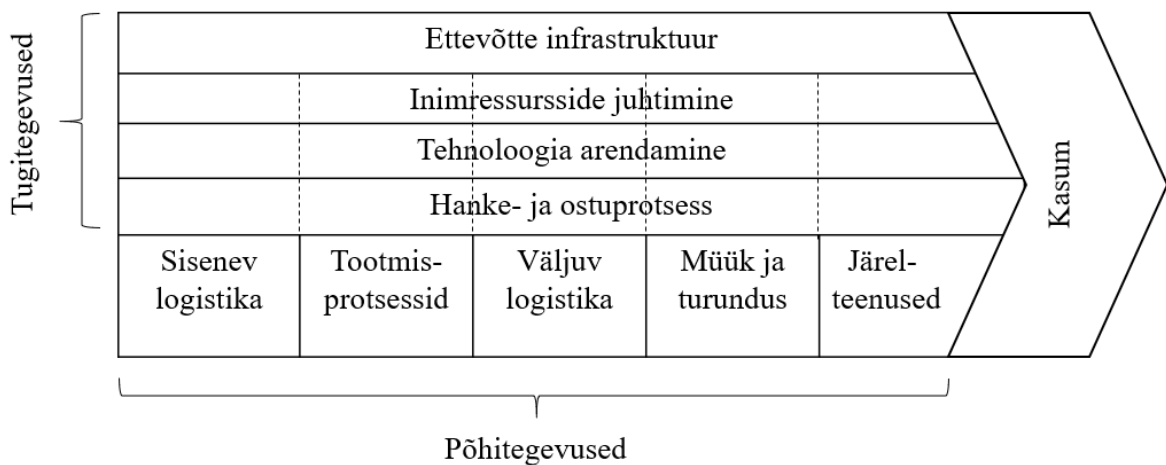 Tugitegevused
Ettevõtte infrastruktuur
Inimressursside juhtimine
Tehnoloogia arendamine
Hanke- ja ostuprotsess
Sisenev
logistika
Tootmis-
protsessid
Väljuv
logistika
Müük ja
turundus
Järel-
teenused
Kasum
Põhitegevused